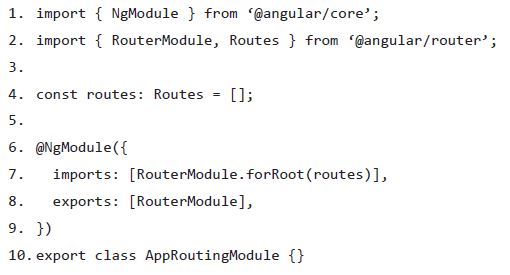 1. import { NgModule } from ‘@angular/core’;
2. import { RouterModule, Routes } from ‘@angular/router’;
3.
4. const routes: Routes = [];
5.
6. @NgModule({
7.   imports: [RouterModule.forRoot(routes)],
8.   exports: [RouterModule],
9. })
10. export class AppRoutingModule {}